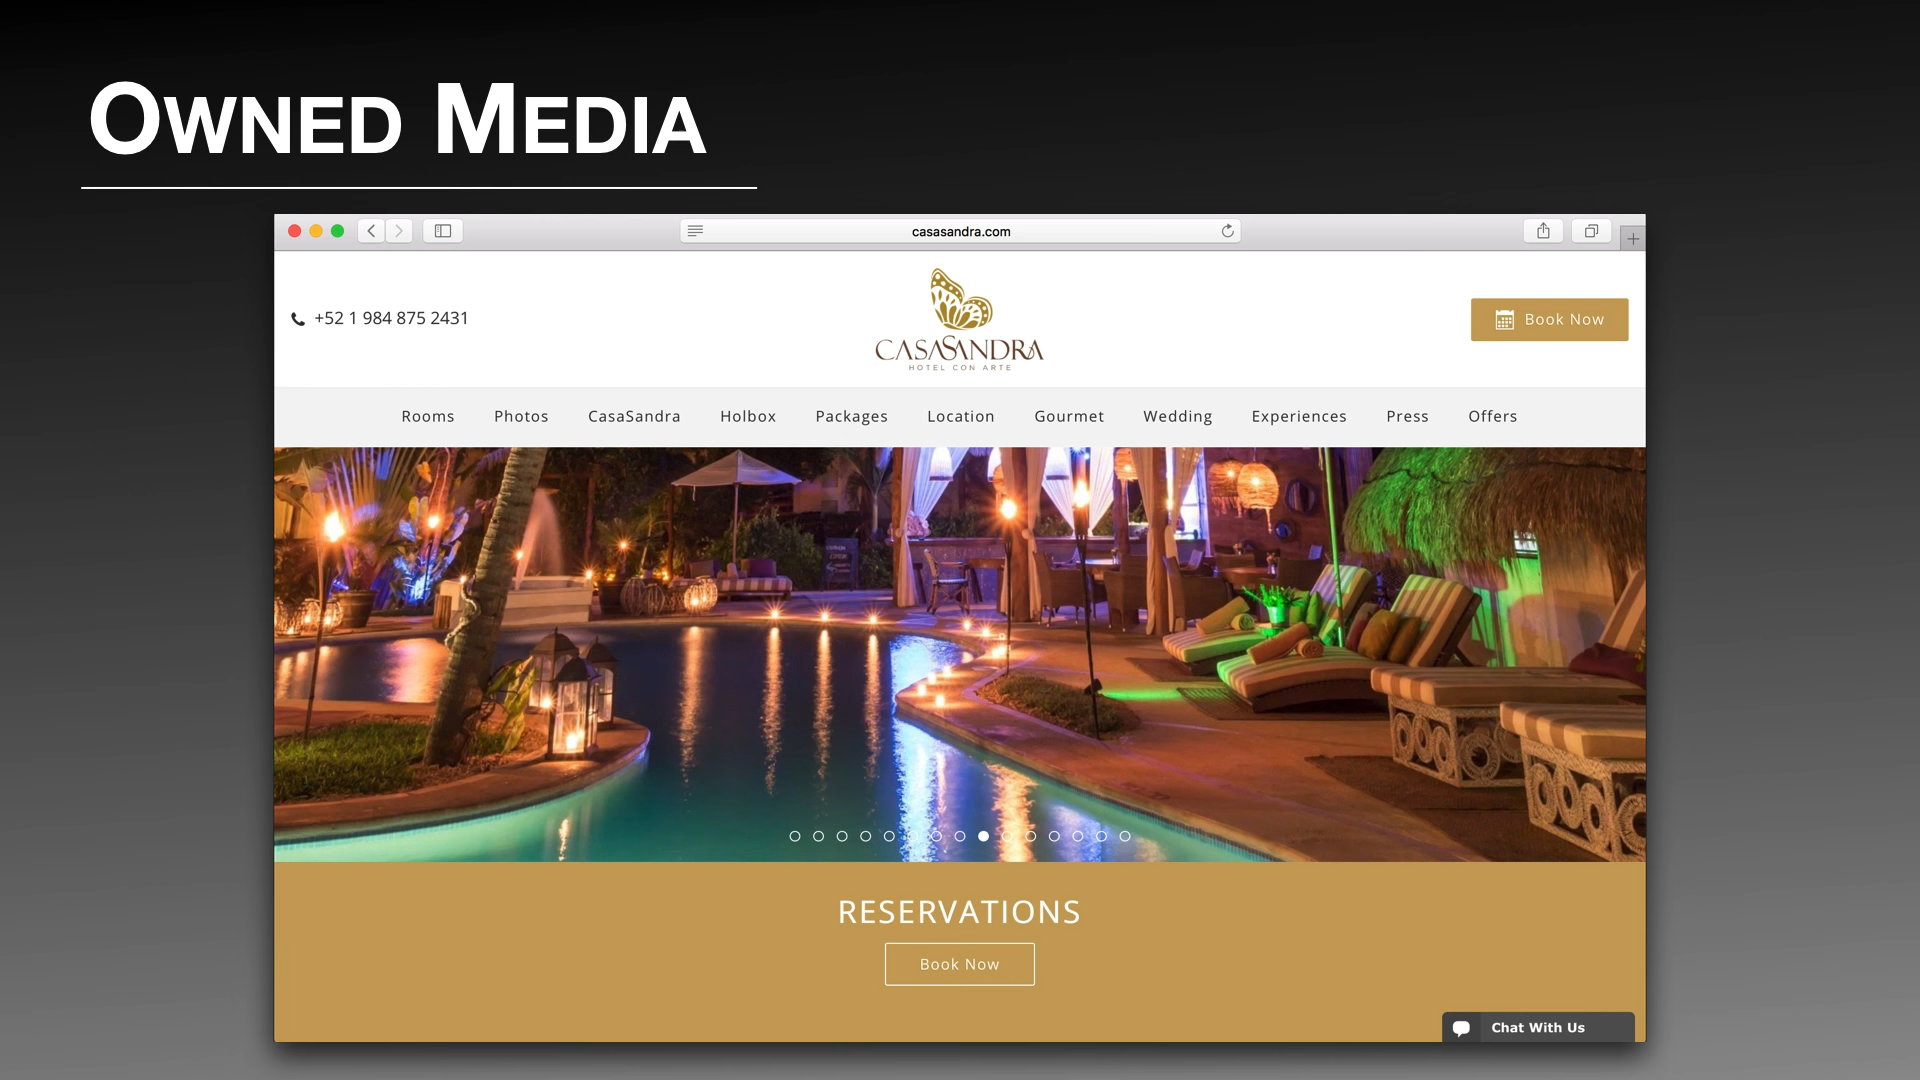 OWNED MEDIA
casasandra.com
+52 1 984 875 2431
CASASANDRA
HOTEL CON ARTE
Book Now
Rooms Photos CasaSandra Holbox Packages Location Gourmet Wedding Experiences Press Offers
RESERVATIONS
Book Now
Chat With Us